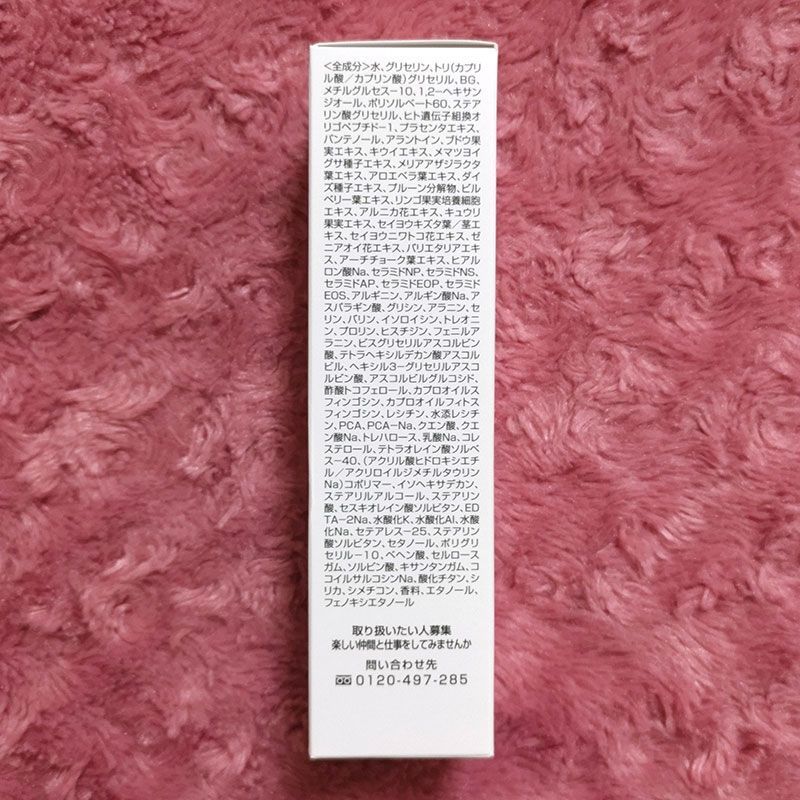 <全成分>水、グリセリン、トリ(カプリ
ル酸/カプリン酸)グリセリル、BG、
メチルグルセス-10、1,2-ヘキサン
ジオール、ポリソルベート60、ステア
リン酸グリセリル、ヒト遺伝子組換オ
リゴペプチド-1、プラセンタエキス、
パンテノール、アラントイン、ブドウ果
実エキス、キウイエキス、メマツヨイ
グサ種子エキス、メリアアザジラクタ
葉エキス、アロエベラ葉エキス、ダイ
ズ種子エキス、プルーン分解物、ビル
ベリー葉エキス、リンゴ果実培養細胞
エキス、アルニカ花エキス、キュウリ
果実エキス、セイヨウキズタ葉/茎エ
キス、セイヨウニワトコ花エキス、ゼ
ニアオイ花エキス、パリエタリアエキ
ス、アーチチョーク葉エキス、ヒアル
ロン酸Na、セラミドNP、セラミドNS、
セラミドAP、セラミドEOP、セラミド
EOS、アルギニン、アルギン酸Na、ア
スパラギン酸、グリシン、アラニン、セ
リン、バリン、イソロイシン、トレオニ
ン、プロリン、ヒスチジン、フェニルア
ラニン、ビスグリセリルアスコルビン
酸、テトラヘキシルデカン酸アスコル
ビル、ヘキシル3-グリセリルアスコ
ルビン酸、アスコルビルグルコシド、
酢酸トコフェロール、カプロオイルス
フィンゴシン、カプロオイルフィトス
フィンゴシン、レシチン、水添レシチ
ン、PCA、PCA-Na、クエン酸、クエ
ン酸Na、トレハロース、乳酸Na、コレ
ステロール、テトラオレイン酸ソルベ
ス-40、(アクリル酸ヒドロキシエチ
ル/アクリロイルジメチルタウリン
Na)コポリマー、イソヘキサデカン、
ステアリルアルコール、ステアリン
酸、セスキオレイン酸ソルビタン、ED
TA-2Na、水酸化K、水酸化Al、水酸
化Na、セテアレス-25、ステアリン
酸ソルビタン、セタノール、ポリグリ
セリル-10、ベヘン酸、セルロース
ガム、ソルビン酸、キサンタンガム、コ
コイルサルコシンNa、酸化チタン、シ
リカ、シメチコン、香料、エタノール、
フェノキシエタノール
取り扱いたい人募集
楽しい仲間と仕事をしてみませんか
問い合わせ先
0120-497-285